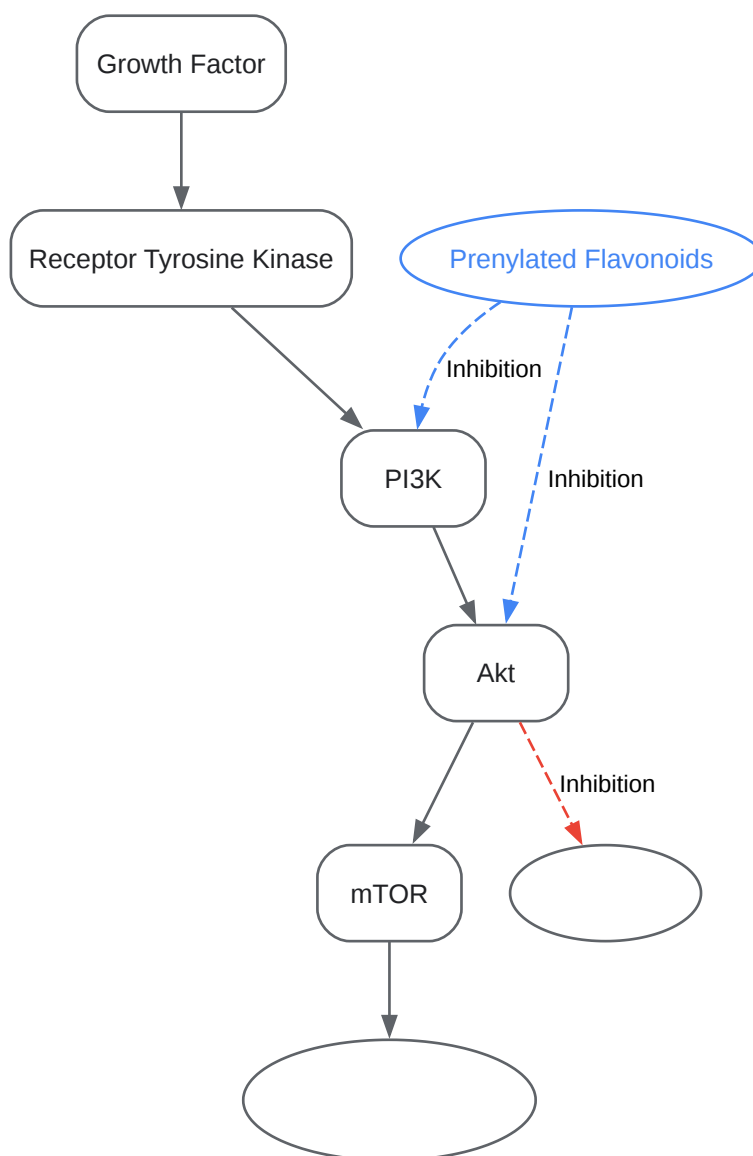 Growth Factor
Receptor Tyrosine Kinase
Prenylated Flavonoids
Inhibition
PI3K
Inhibition
Akt
Inhibition
mTOR